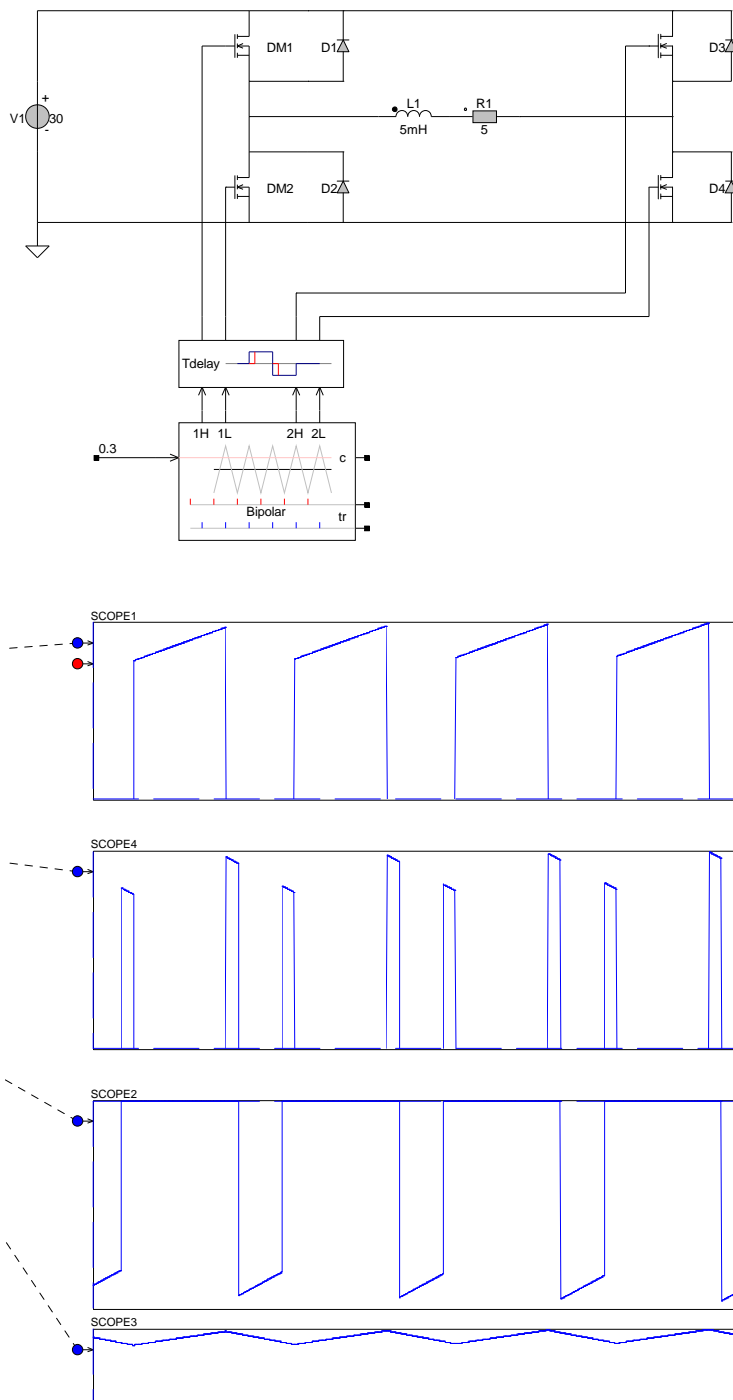 DM1 D1 D3
+
V1 30
-
L1 R1
5mH 5
DM2 D2 D4
Tdelay
1H 1L 2H 2L
0.3
c
Bipolar
tr
SCOPE1
SCOPE4
SCOPE2
SCOPE3